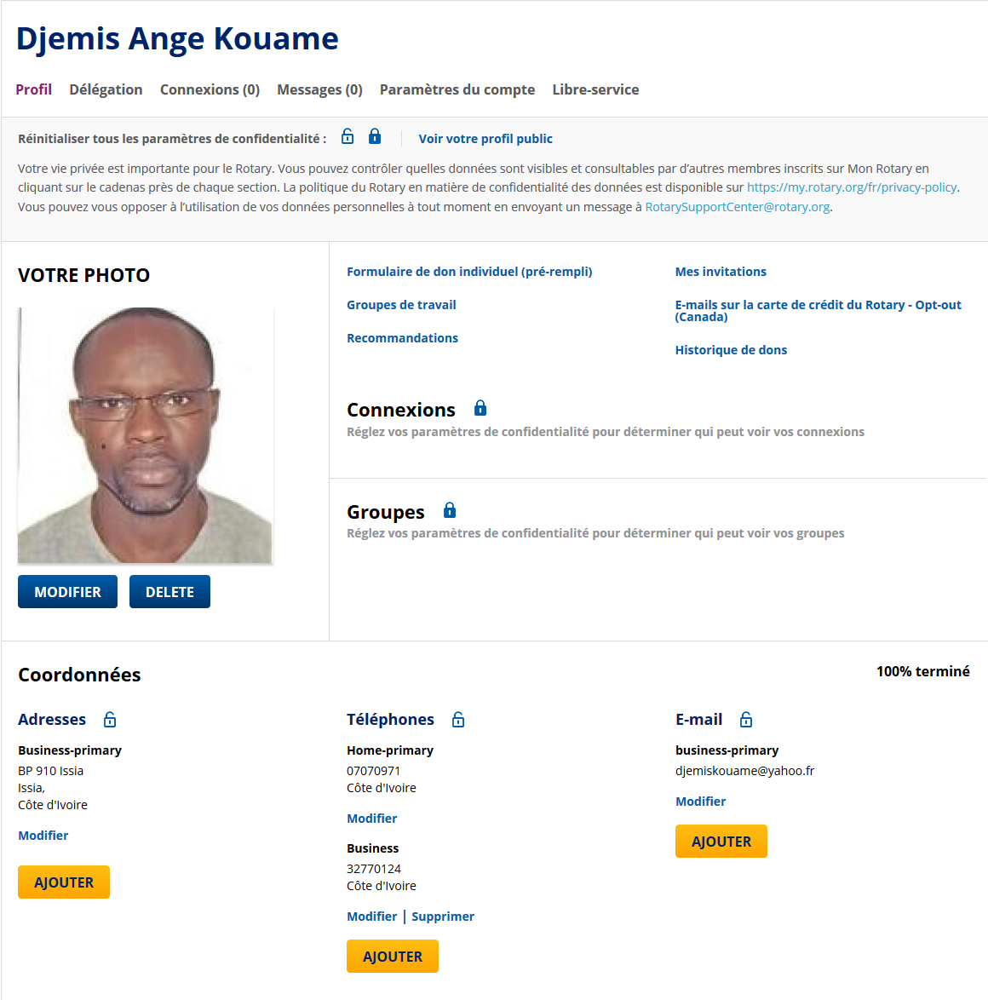 Djemis Ange Kouame
Profil Délégation Connexions (0) Messages (0) Paramètres du compte Libre-service
Réinitialiser tous les paramètres de confidentialité : Voir votre profil public
Votre vie privée est importante pour le Rotary. Vous pouvez contrôler quelles données sont visibles et consultables par d’autres membres inscrits sur Mon Rotary en
cliquant sur le cadenas près de chaque section. La politique du Rotary en matière de confidentialité des données est disponible sur https://my.rotary.org/fr/privacy-policy.
Vous pouvez vous opposer à l’utilisation de vos données personnelles à tout moment en envoyant un message à RotarySupportCenter@rotary.org.
VOTRE PHOTO
MODIFIER DELETE
Formulaire de don individuel (pré-rempli)
Groupes de travail
Recommandations
Mes invitations
E-mails sur la carte de crédit du Rotary - Opt-out
(Canada)
Historique de dons
Connexions
Réglez vos paramètres de confidentialité pour déterminer qui peut voir vos connexions
Groupes
Réglez vos paramètres de confidentialité pour déterminer qui peut voir vos groupes
Coordonnées
100% terminé
Adresses
Business-primary
BP 910 Issia
Issia,
Côte d'Ivoire
Modifier
AJOUTER
Téléphones
Home-primary
07070971
Côte d'Ivoire
Modifier
Business
32770124
Côte d'Ivoire
Modifier | Supprimer
AJOUTER
E-mail
business-primary
djemiskouame@yahoo.fr
Modifier
AJOUTER